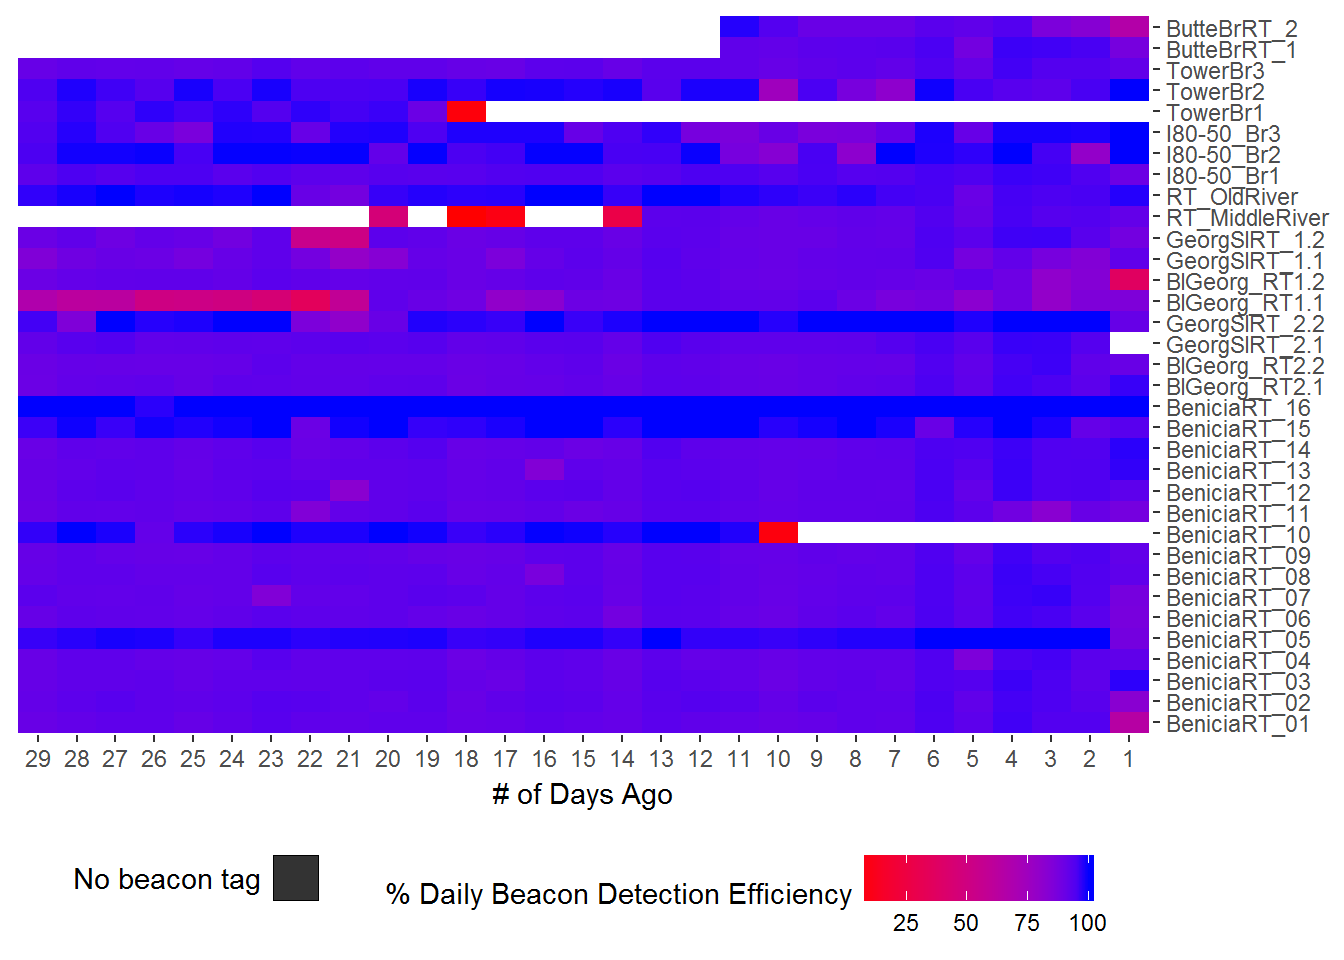 ButteBrRT_2
ButteBrRT_1
TowerBr3
TowerBr2
TowerBr1
I80-50_Br3
I80-50_Br2
I80-50_Br1
RT_OldRiver
RT_MiddleRiver
GeorgSlRT_1.2
GeorgSlRT_1.1
BlGeorg_RT1.2
BlGeorg_RT1.1
GeorgSlRT_2.2
GeorgSlRT_2.1
BlGeorg_RT2.2
BlGeorg_RT2.1
BeniciaRT_16
BeniciaRT_15
BeniciaRT_14
BeniciaRT_13
BeniciaRT_12
BeniciaRT_11
BeniciaRT_10
BeniciaRT_09
BeniciaRT_08
BeniciaRT_07
BeniciaRT_06
BeniciaRT_05
BeniciaRT_04
BeniciaRT_03
BeniciaRT_02
BeniciaRT_01
29 28 27 26 25 24 23 22 21 20 19 18 17 16 15 14 13 12 11 10 9 8 7 6 5 4 3 2 1
# of Days Ago
No beacon tag
% Daily Beacon Detection Efficiency
25 50 75 100